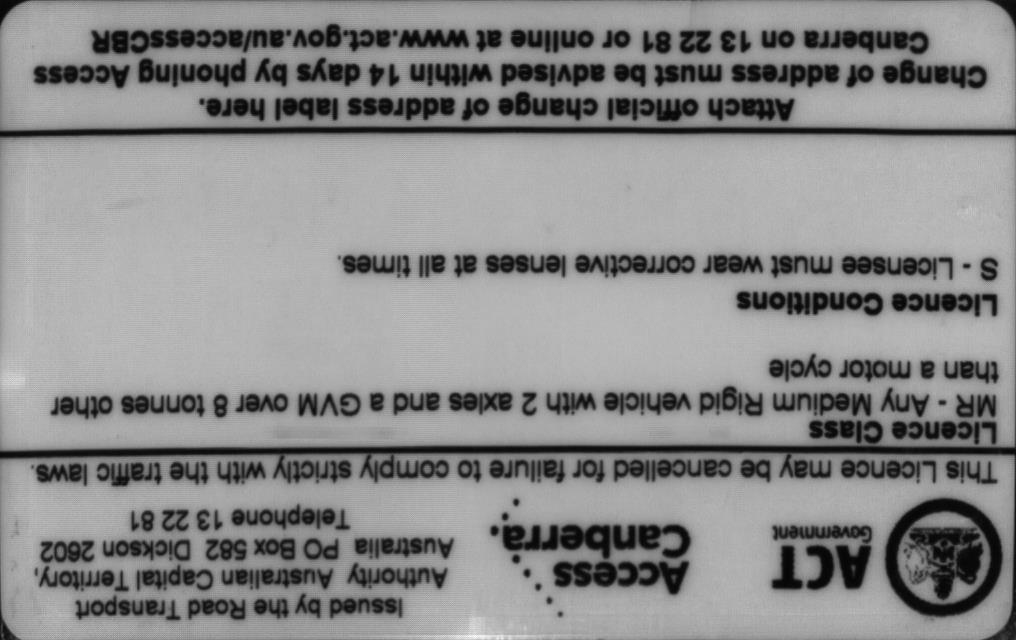 ACT
Government
Access
Canberra.
Issued by the Road Transport
Authority Australian Capital Territory,
Australia PO Box 582 Dickson 2602
Telephone 13 22 81
This Licence may be cancelled for failure to comply strictly with the traffic laws.
Licence Class
MR - Any Medium Rigid vehicle with 2 axles and a GVM over 8 tonnes other
than a motor cycle
Licence Conditions
S - Licensee must wear corrective lenses at all times.
Attach official change of address label here.
Change of address must be advised within 14 days by phoning Access
Canberra on 13 22 81 or online at www.act.gov.au/accessCBR